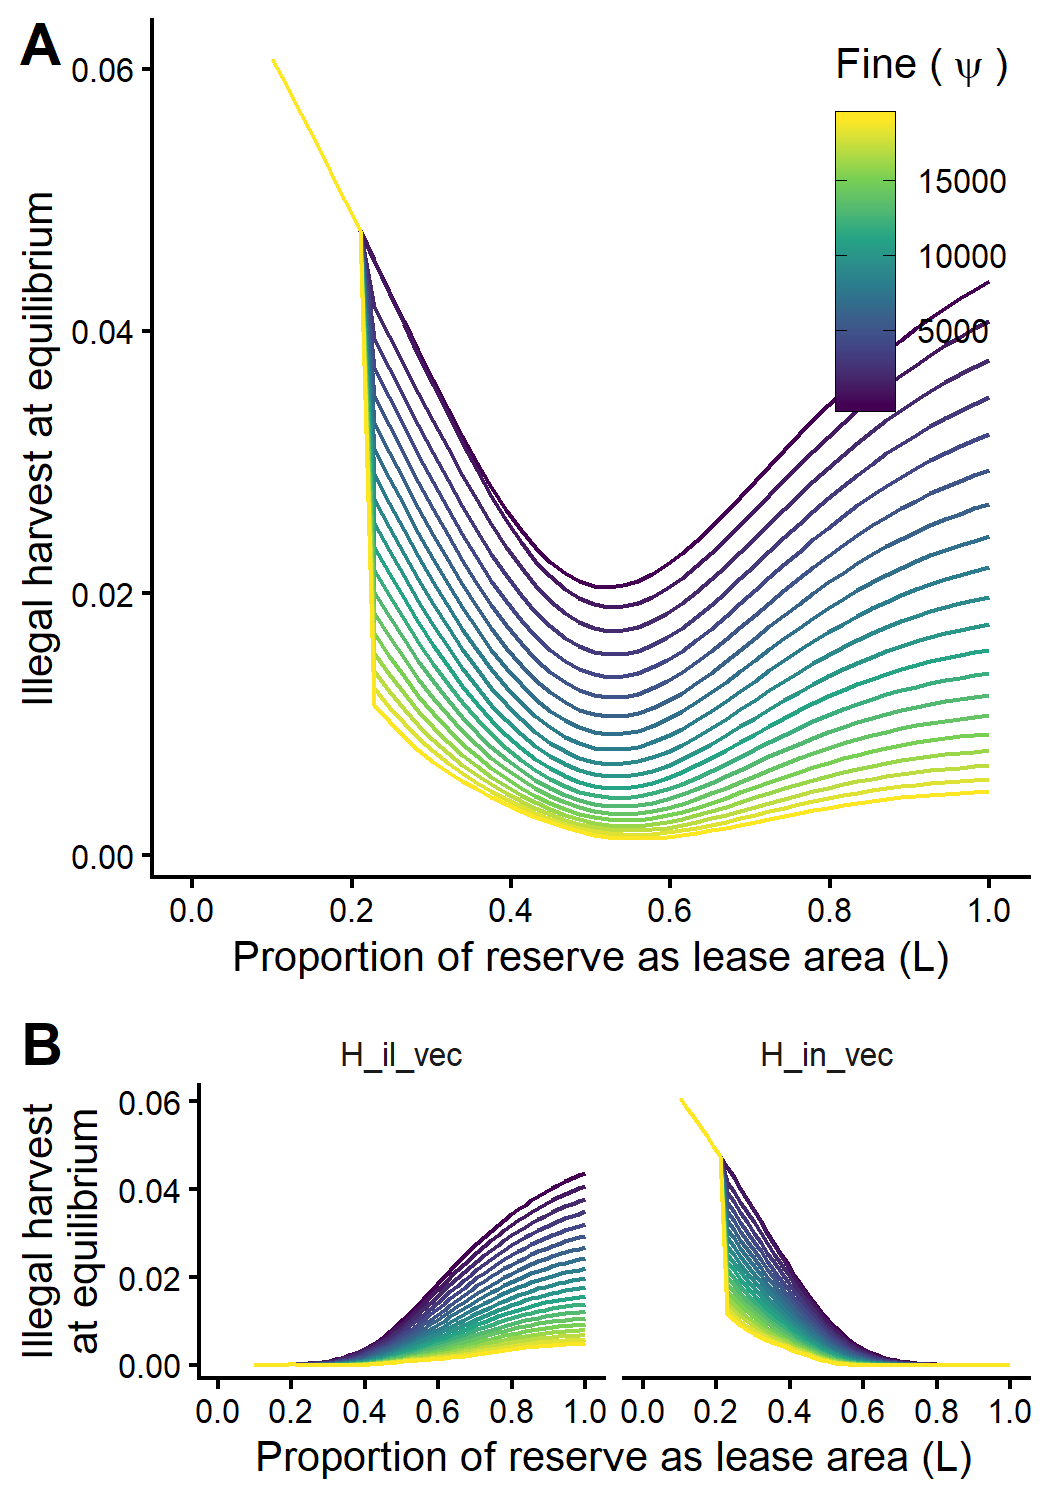 A
Fine ( ψ )
15000
10000
5000
Illegal harvest at equilibrium
0.06
0.04
0.02
0.00
0.0 0.2 0.4 0.6 0.8 1.0
Proportion of reserve as lease area (L)
B
H_il_vec H_in_vec
Illegal harvest
at equilibrium
0.06
0.04
0.02
0.00
0.0 0.2 0.4 0.6 0.8 1.0 0.0 0.2 0.4 0.6 0.8 1.0
Proportion of reserve as lease area (L)